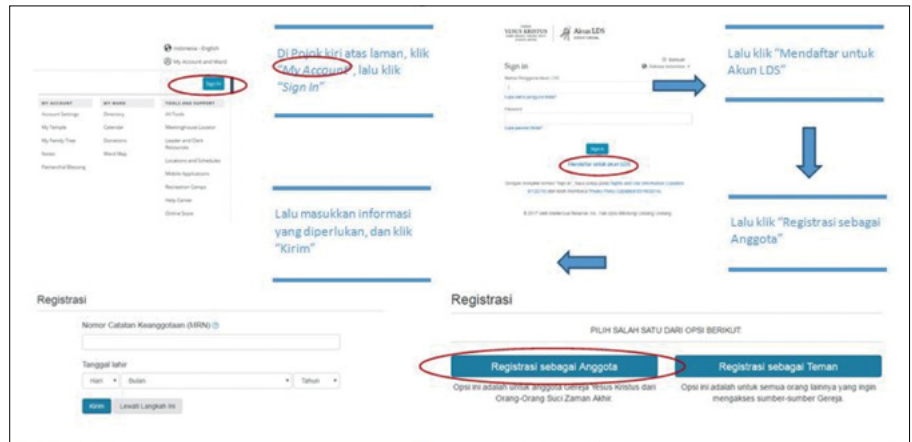 Indonesia - English
My Account and Ward
Sign In
MY ACCOUNT
Account Settings
My Temple
My Family Tree
Notes
Patriarchal Blessing
MY WARD
Directory
Calendar
Donations
Ward Map
TOOLS AND SUPPORT
All Tools
Meetinghouse Locator
Leader and Clerk
Resources
Locations and Schedules
Mobile Applications
Recreation Camps
Help Center
Online Store
Di Pojok kiri atas laman, klik
"My Account", lalu klik
"Sign In"
YESUS KRISTUS
Akun LDS
Sign in
Nama Pengguna Akun LDS
Password
Sign In
Mendaftar untuk akun LDS
Lalu klik "Mendaftar untuk
Akun LDS"
Lalu klik "Registrasi sebagai
Anggota"
Lalu masukkan informasi
yang diperlukan, dan klik
"Kirim"
Registrasi
PILIH SALAH SATU DARI OPSI BERIKUT:
Registrasi sebagai Anggota
Opsi ini adalah untuk anggota Gereja Yesus Kristus dari
Orang-Orang Suci Zaman Akhir.
Registrasi sebagai Teman
Opsi ini adalah untuk semua orang lainnya yang ingin
mengakses sumber-sumber Gereja.
Registrasi
Nomor Catatan Keanggotaan (MRN)
Tanggal lahir
Hari Bulan Tahun
Kirim Lewati Langkah Ini